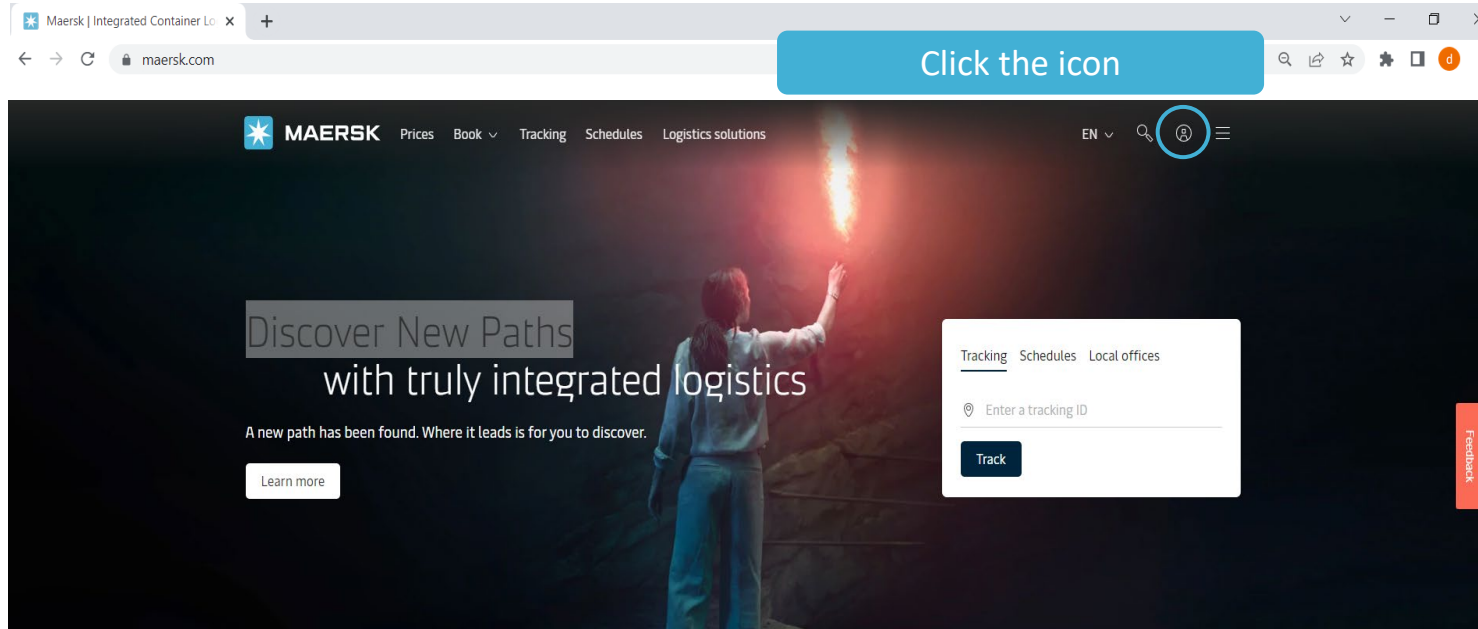 Maersk | Integrated Container Lo
maersk.com
Click the icon
d
MAERSK Prices Book Tracking Schedules Logistics solutions EN
Discover New Paths
with truly integrated logistics
A new path has been found. Where it leads is for you to discover.
Learn more
Tracking Schedules Local offices
Enter a tracking ID
Track
Feedback